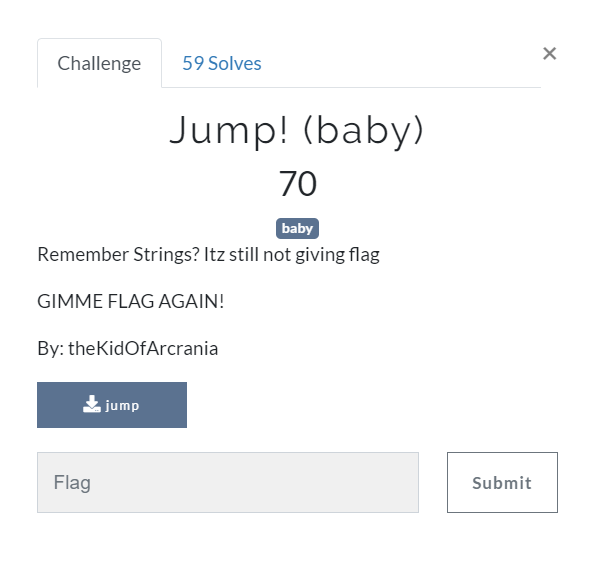 Challenge
59 Solves
×
Jump! (baby)
70
baby
Remember Strings? Itz still not giving flag
GIMME FLAG AGAIN!
By: theKidOfArcrania
jump
Flag
Submit